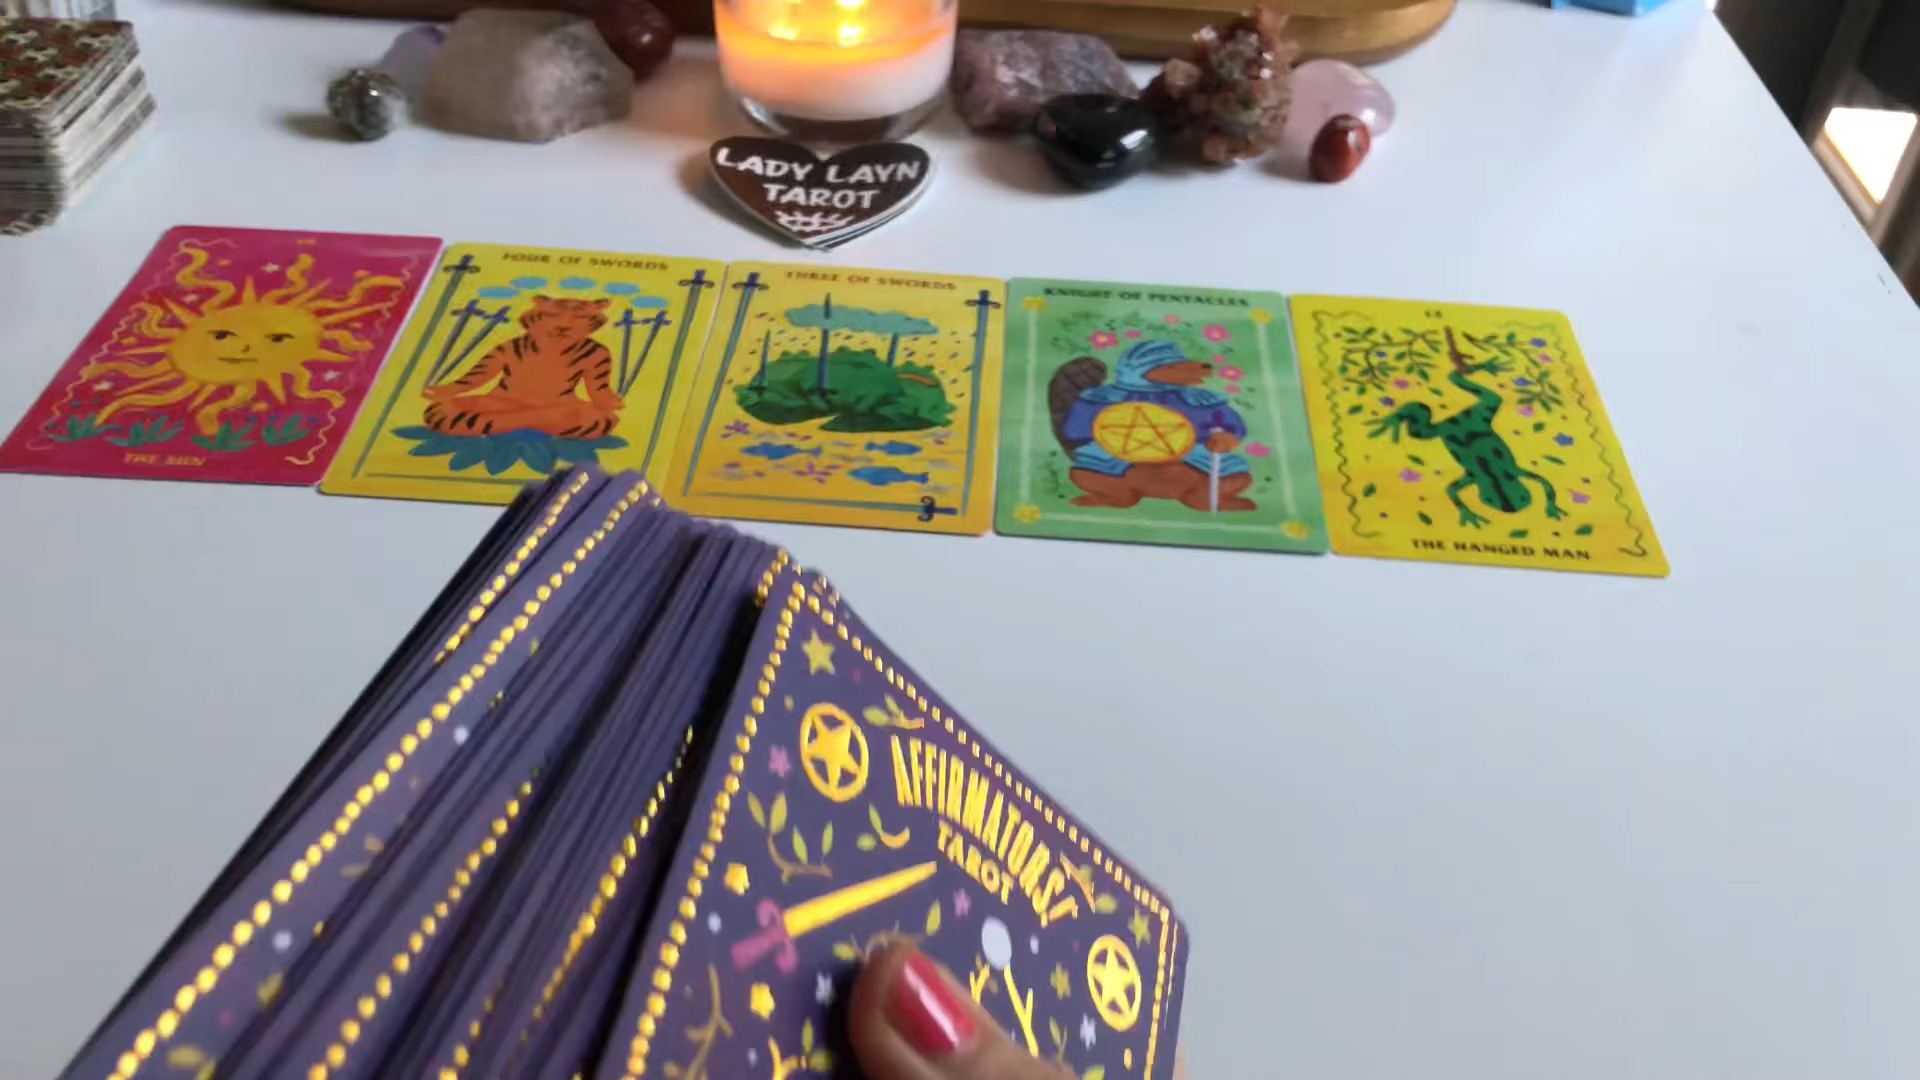 LADY LAYN
TAROT
FOUR OF SWORDS
THREE OF SWORDS
KNIGHT OF PENTACLES
12
THE SUN
THE HANGED MAN
AFFIRMATORS!
TAROT